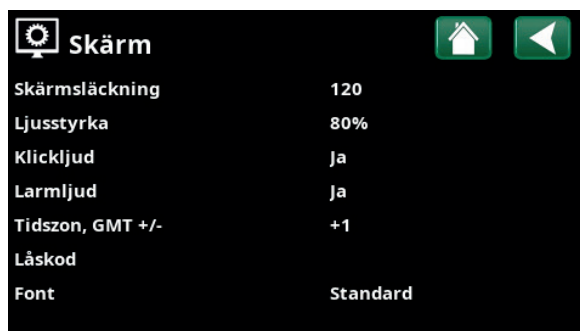 Skärm
Skärmsläckning 120
Ljusstyrka 80%
Klickljud Ja
Larmljud Ja
Tidszon, GMT +/- +1
Låskod
Font Standard